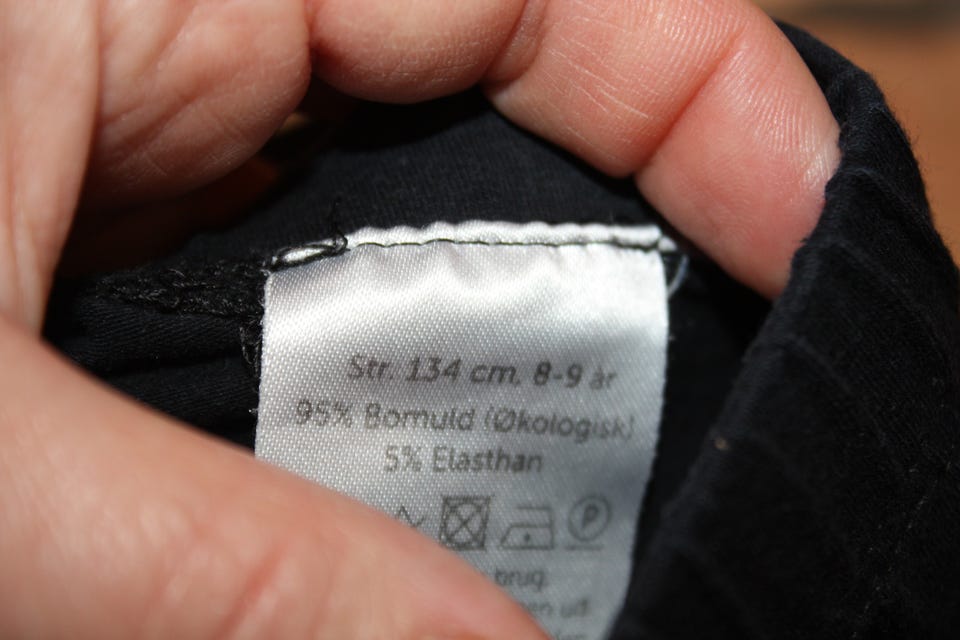 Str. 134 cm. 8-9 år
95% Bomuld (Økologisk)
5% Elasthan
P
brug.